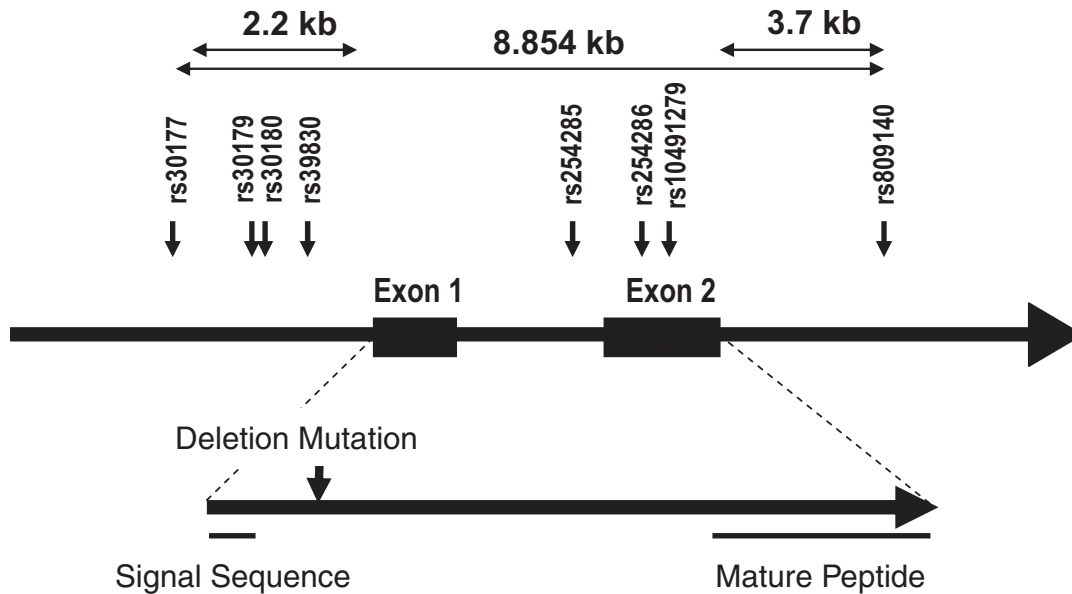 2.2 kb
3.7 kb
8.854 kb
rs30177
rs30179
rs30180
rs39830
rs254285
rs254286
rs10491279
rs809140
Exon 1
Exon 2
Deletion Mutation
Signal Sequence
Mature Peptide